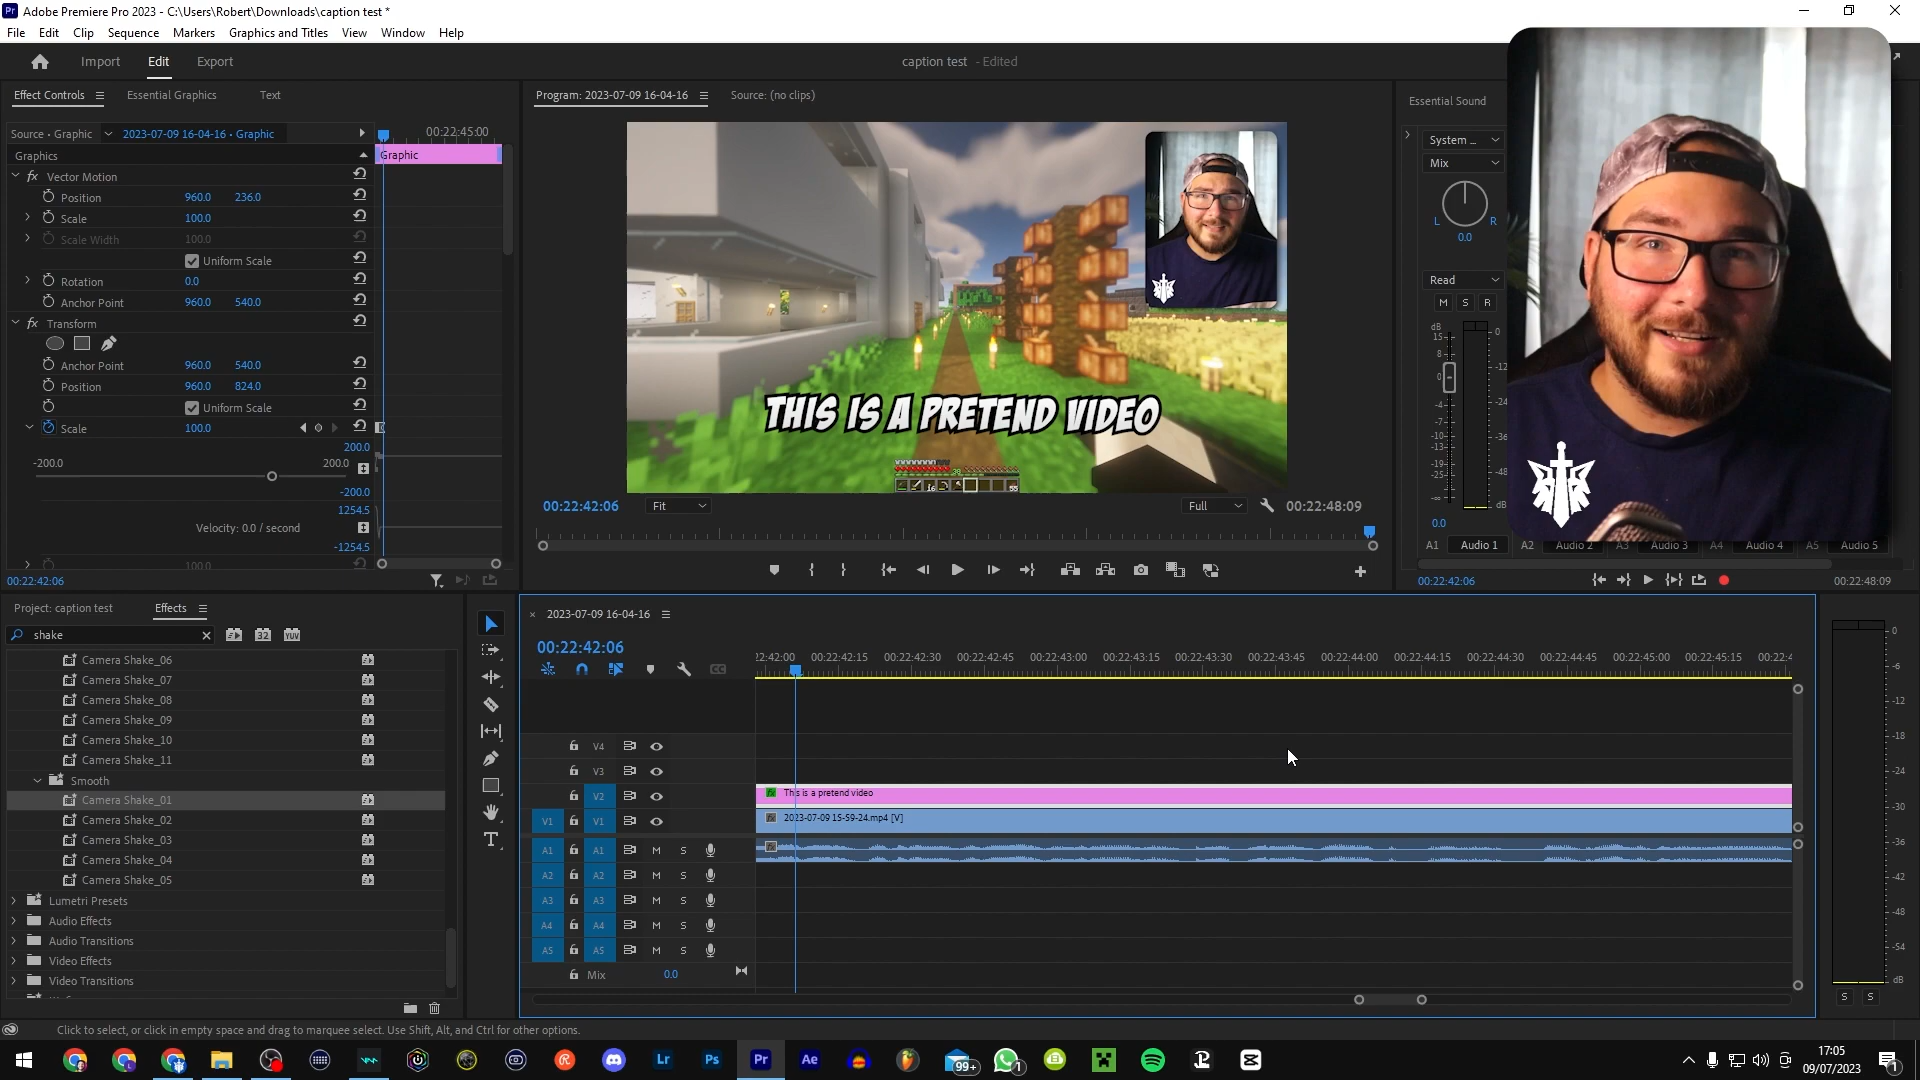 Adobe Premiere Pro 2023 - C:\Users\Robert\Downloads\caption test *
File Edit Clip Sequence Markers Graphics and Titles View Window Help
Import Edit Export
caption test - Edited
Effect Controls Essential Graphics Text
Source • Graphic 2023-07-09 16-04-16 • Graphic
00:22:45:00
Graphics
Graphic
Vector Motion
Position 960.0 236.0
Scale 100.0
Scale Width 100.0
Uniform Scale
Rotation 0.0
Anchor Point 960.0 540.0
Transform
Anchor Point 960.0 540.0
Position 960.0 824.0
Uniform Scale
Scale 100.0
200.0
-200.0 200.0
-200.0
1254.5
Velocity: 0.0 / second
-1254.5
100.0
00:22:42:06
Program: 2023-07-09 16-04-16 Source: (no clips)
THIS IS A PRETEND VIDEO
00:22:42:06 Fit Full 00:22:48:09
Essential Sound
System ...
Mix
L R
0.0
Read
M S R
dB
15
8
0
-4
-7
-10
-13
-19
-25
-∞
0
-12
-24
-36
-48
dB
0.0
A1 Audio 1 A2 Audio 2 A3 Audio 3 A4 Audio 4 A5 Audio 5
00:22:42:06 00:22:48:09
Project: caption test Effects
shake
32 YUV
Camera Shake_06
Camera Shake_07
Camera Shake_08
Camera Shake_09
Camera Shake_10
Camera Shake_11
Smooth
Camera Shake_01
Camera Shake_02
Camera Shake_03
Camera Shake_04
Camera Shake_05
Lumetri Presets
Audio Effects
Audio Transitions
Video Effects
Video Transitions
2023-07-09 16-04-16
00:22:42:06
22:42:00 00:22:42:15 00:22:42:30 00:22:42:45 00:22:43:00 00:22:43:15 00:22:43:30 00:22:43:45 00:22:44:00 00:22:44:15 00:22:44:30 00:22:44:45 00:22:45:00 00:22:45:15 00:22:4
V4
V3
V2 This is a pretend video
V1 V1 2023-07-09 15-59-24.mp4 [V]
A1 A1 M S
A2 A2 M S
A3 A3 M S
A4 A4 M S
A5 A5 M S
Mix 0.0
0
-6
-12
-18
-24
-30
-36
-42
-48
-54
dB
S S
Click to select, or click in empty space and drag to marquee select. Use Shift, Alt, and Ctrl for other options.
Lr Ps Pr Ae 99+ 1
17:05
09/07/2023
1